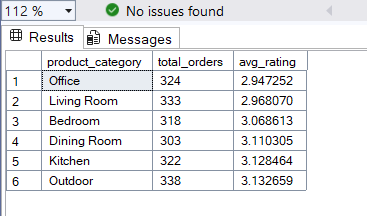 112 % No issues found
Results Messages
product_category total_orders avg_rating
1 Office 324 2.947252
2 Living Room 333 2.968070
3 Bedroom 318 3.068613
4 Dining Room 303 3.110305
5 Kitchen 322 3.128464
6 Outdoor 338 3.132659